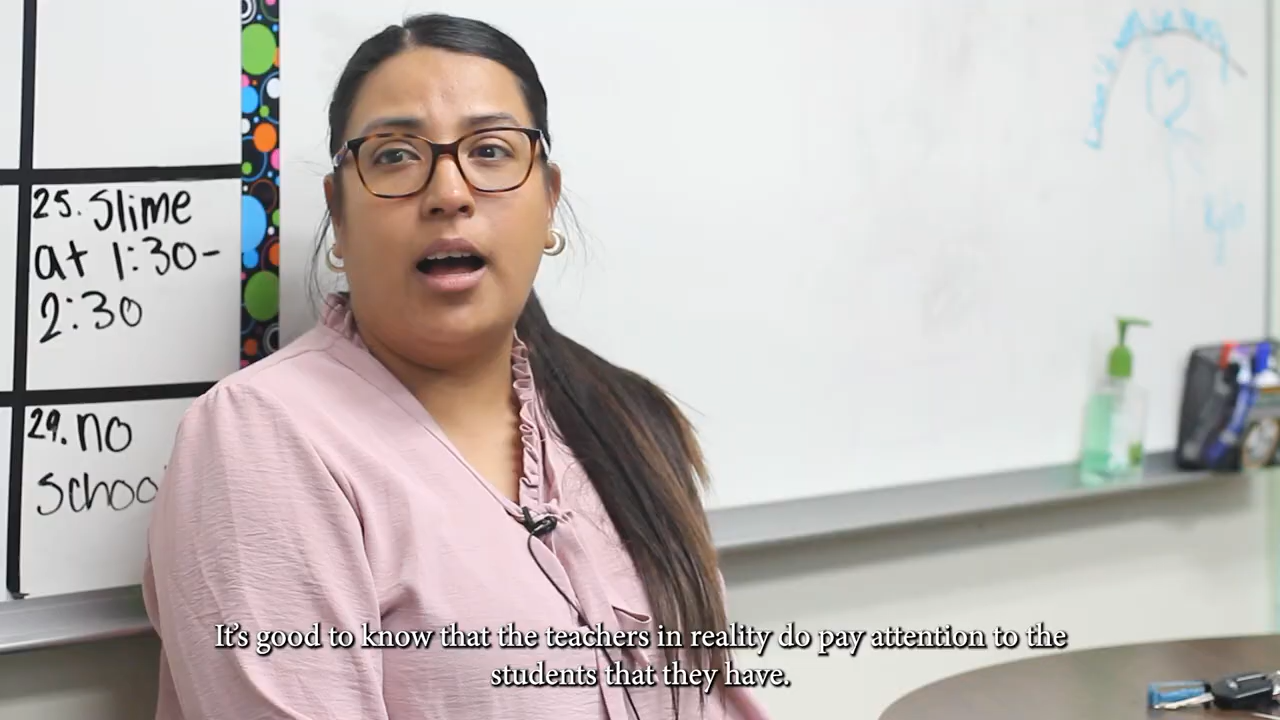 25. Slime
at 1:30-
2:30
29. no
schoo
It's good to know that the teachers in reality do pay attention to the
students that they have.